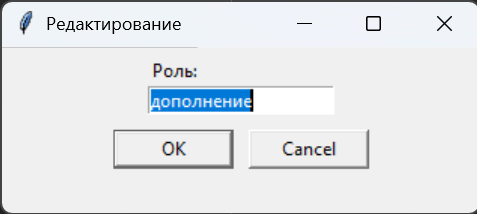 Редактирование
Роль:
дополнение
OK
Cancel